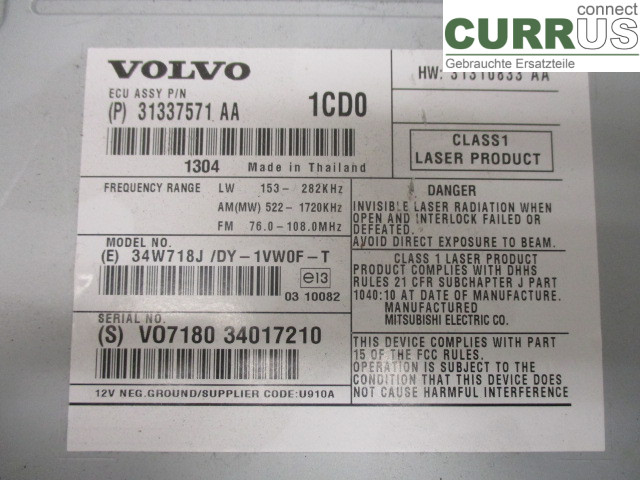 connect
CURRUS
Gebrauchte Ersatzteile
VOLVO
ECU ASSY P/N
(P) 31337571 AA 1CD0
HW: 31310833 AA
1304 Made in Thailand
CLASS1
LASER PRODUCT
FREQUENCY RANGE LW 153- 282KHz
AM(MW) 522-1720KHz
FM 76.0-108.0MHz
DANGER
INVISIBLE LASER RADIATION WHEN
OPEN AND INTERLOCK FAILED OR
DEFEATED.
AVOID DIRECT EXPOSURE TO BEAM.
MODEL NO.
(E) 34W718J /DY-1VW0F-T
e13
03 10082
CLASS 1 LASER PRODUCT
PRODUCT COMPLIES WITH DHHS
RULES 21 CFR SUBCHAPTER J PART
1040:10 AT DATE OF MANUFACTURE.
MANUFACTURED
MITSUBISHI ELECTRIC CO.
SERIAL NO.
(S) VO7180 34017210
THIS DEVICE COMPLIES WITH PART
15 OF THE FCC RULES.
OPERATION IS SUBJECT TO THE
CONDITION THAT THIS DEVICE DOES
NOT CAUSE HARMFUL INTERFERENCE
12V NEG.GROUND/SUPPLIER CODE:U910A